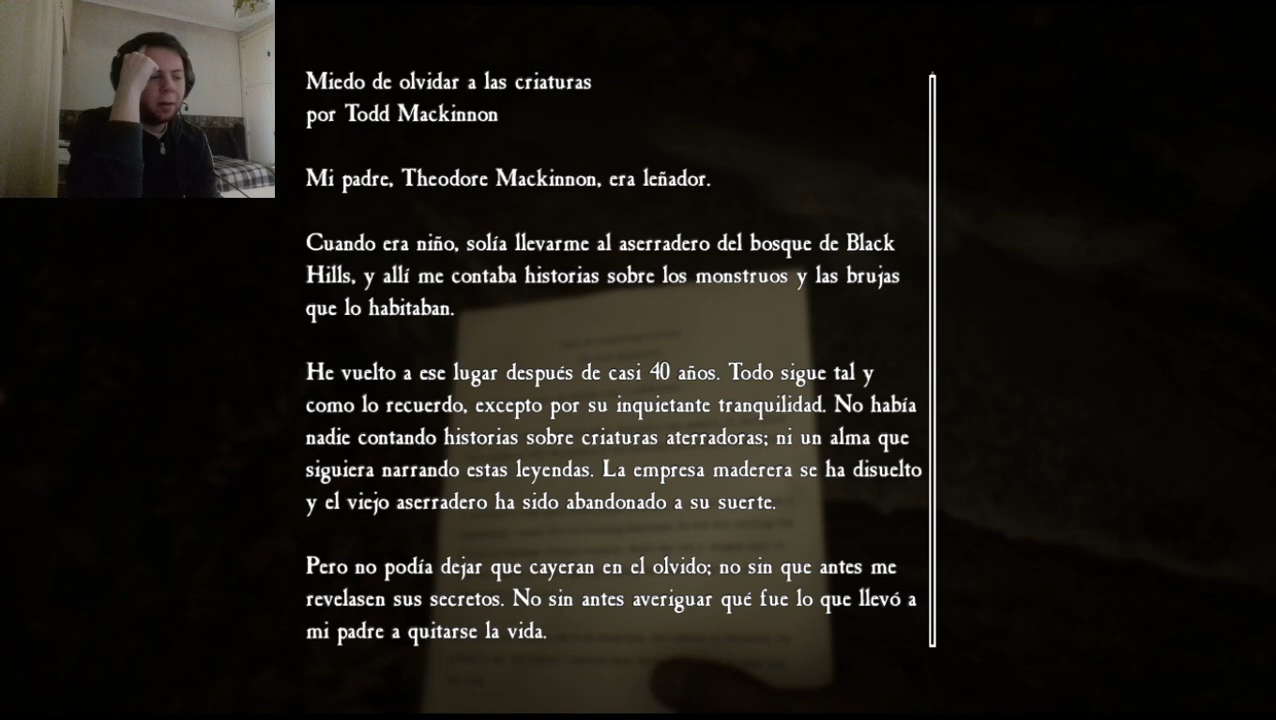 Miedo de olvidar a las criaturas
por Todd Mackinnon
Mi padre, Theodore Mackinnon, era leñador.
Cuando era niño, solía llevarme al aserradero del bosque de Black
Hills, y allí me contaba historias sobre los monstruos y las brujas
que lo habitaban.
He vuelto a ese lugar después de casi 40 años. Todo sigue tal y
como lo recuerdo, excepto por su inquietante tranquilidad. No había
nadie contando historias sobre criaturas aterradoras; ni un alma que
siguiera narrando estas leyendas. La empresa maderera se ha disuelto
y el viejo aserradero ha sido abandonado a su suerte.
Pero no podía dejar que cayeran en el olvido; no sin que antes me
revelasen sus secretos. No sin antes averiguar qué fue lo que llevó a
mi padre a quitarse la vida.